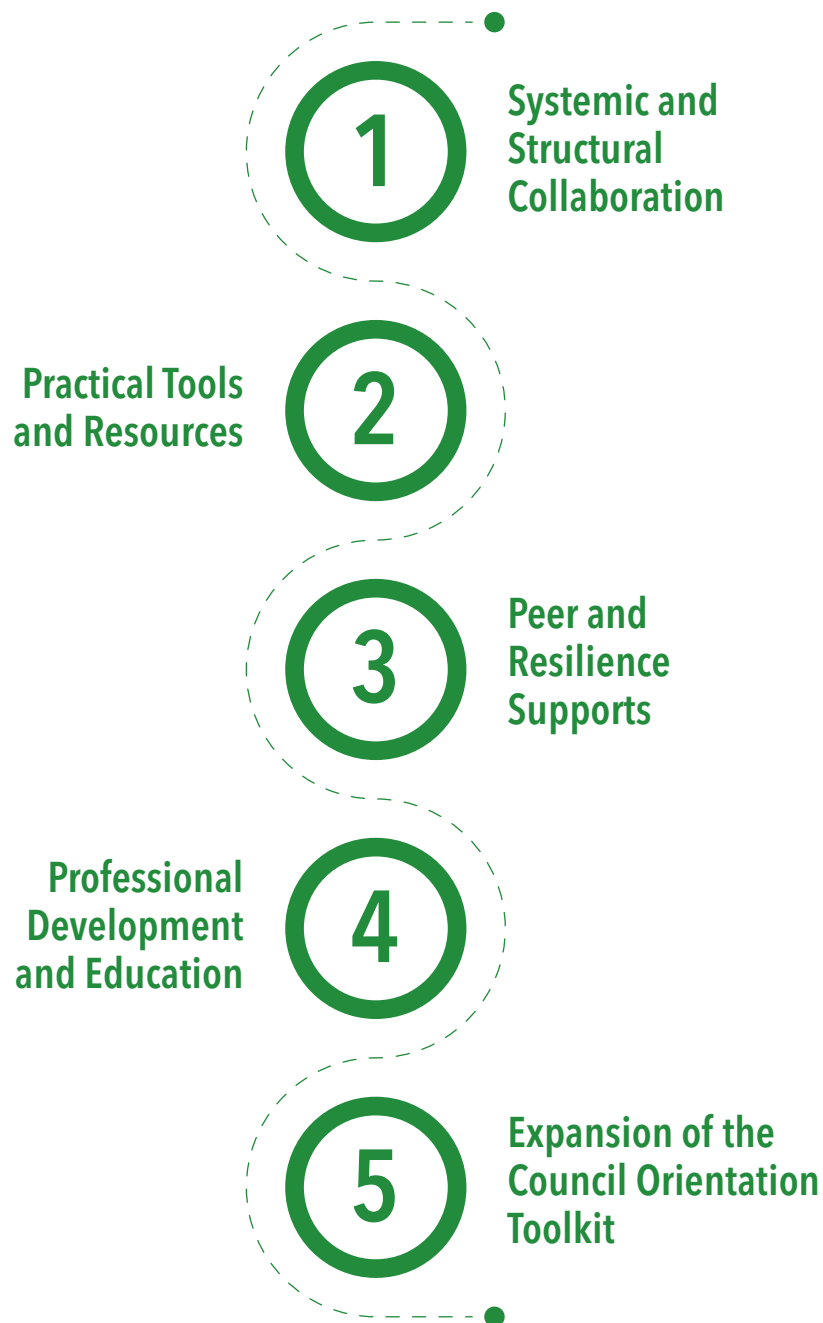 1
Systemic and
Structural
Collaboration
2
Practical Tools
and Resources
3
Peer and
Resilience
Supports
4
Professional
Development
and Education
5
Expansion of the
Council Orientation
Toolkit